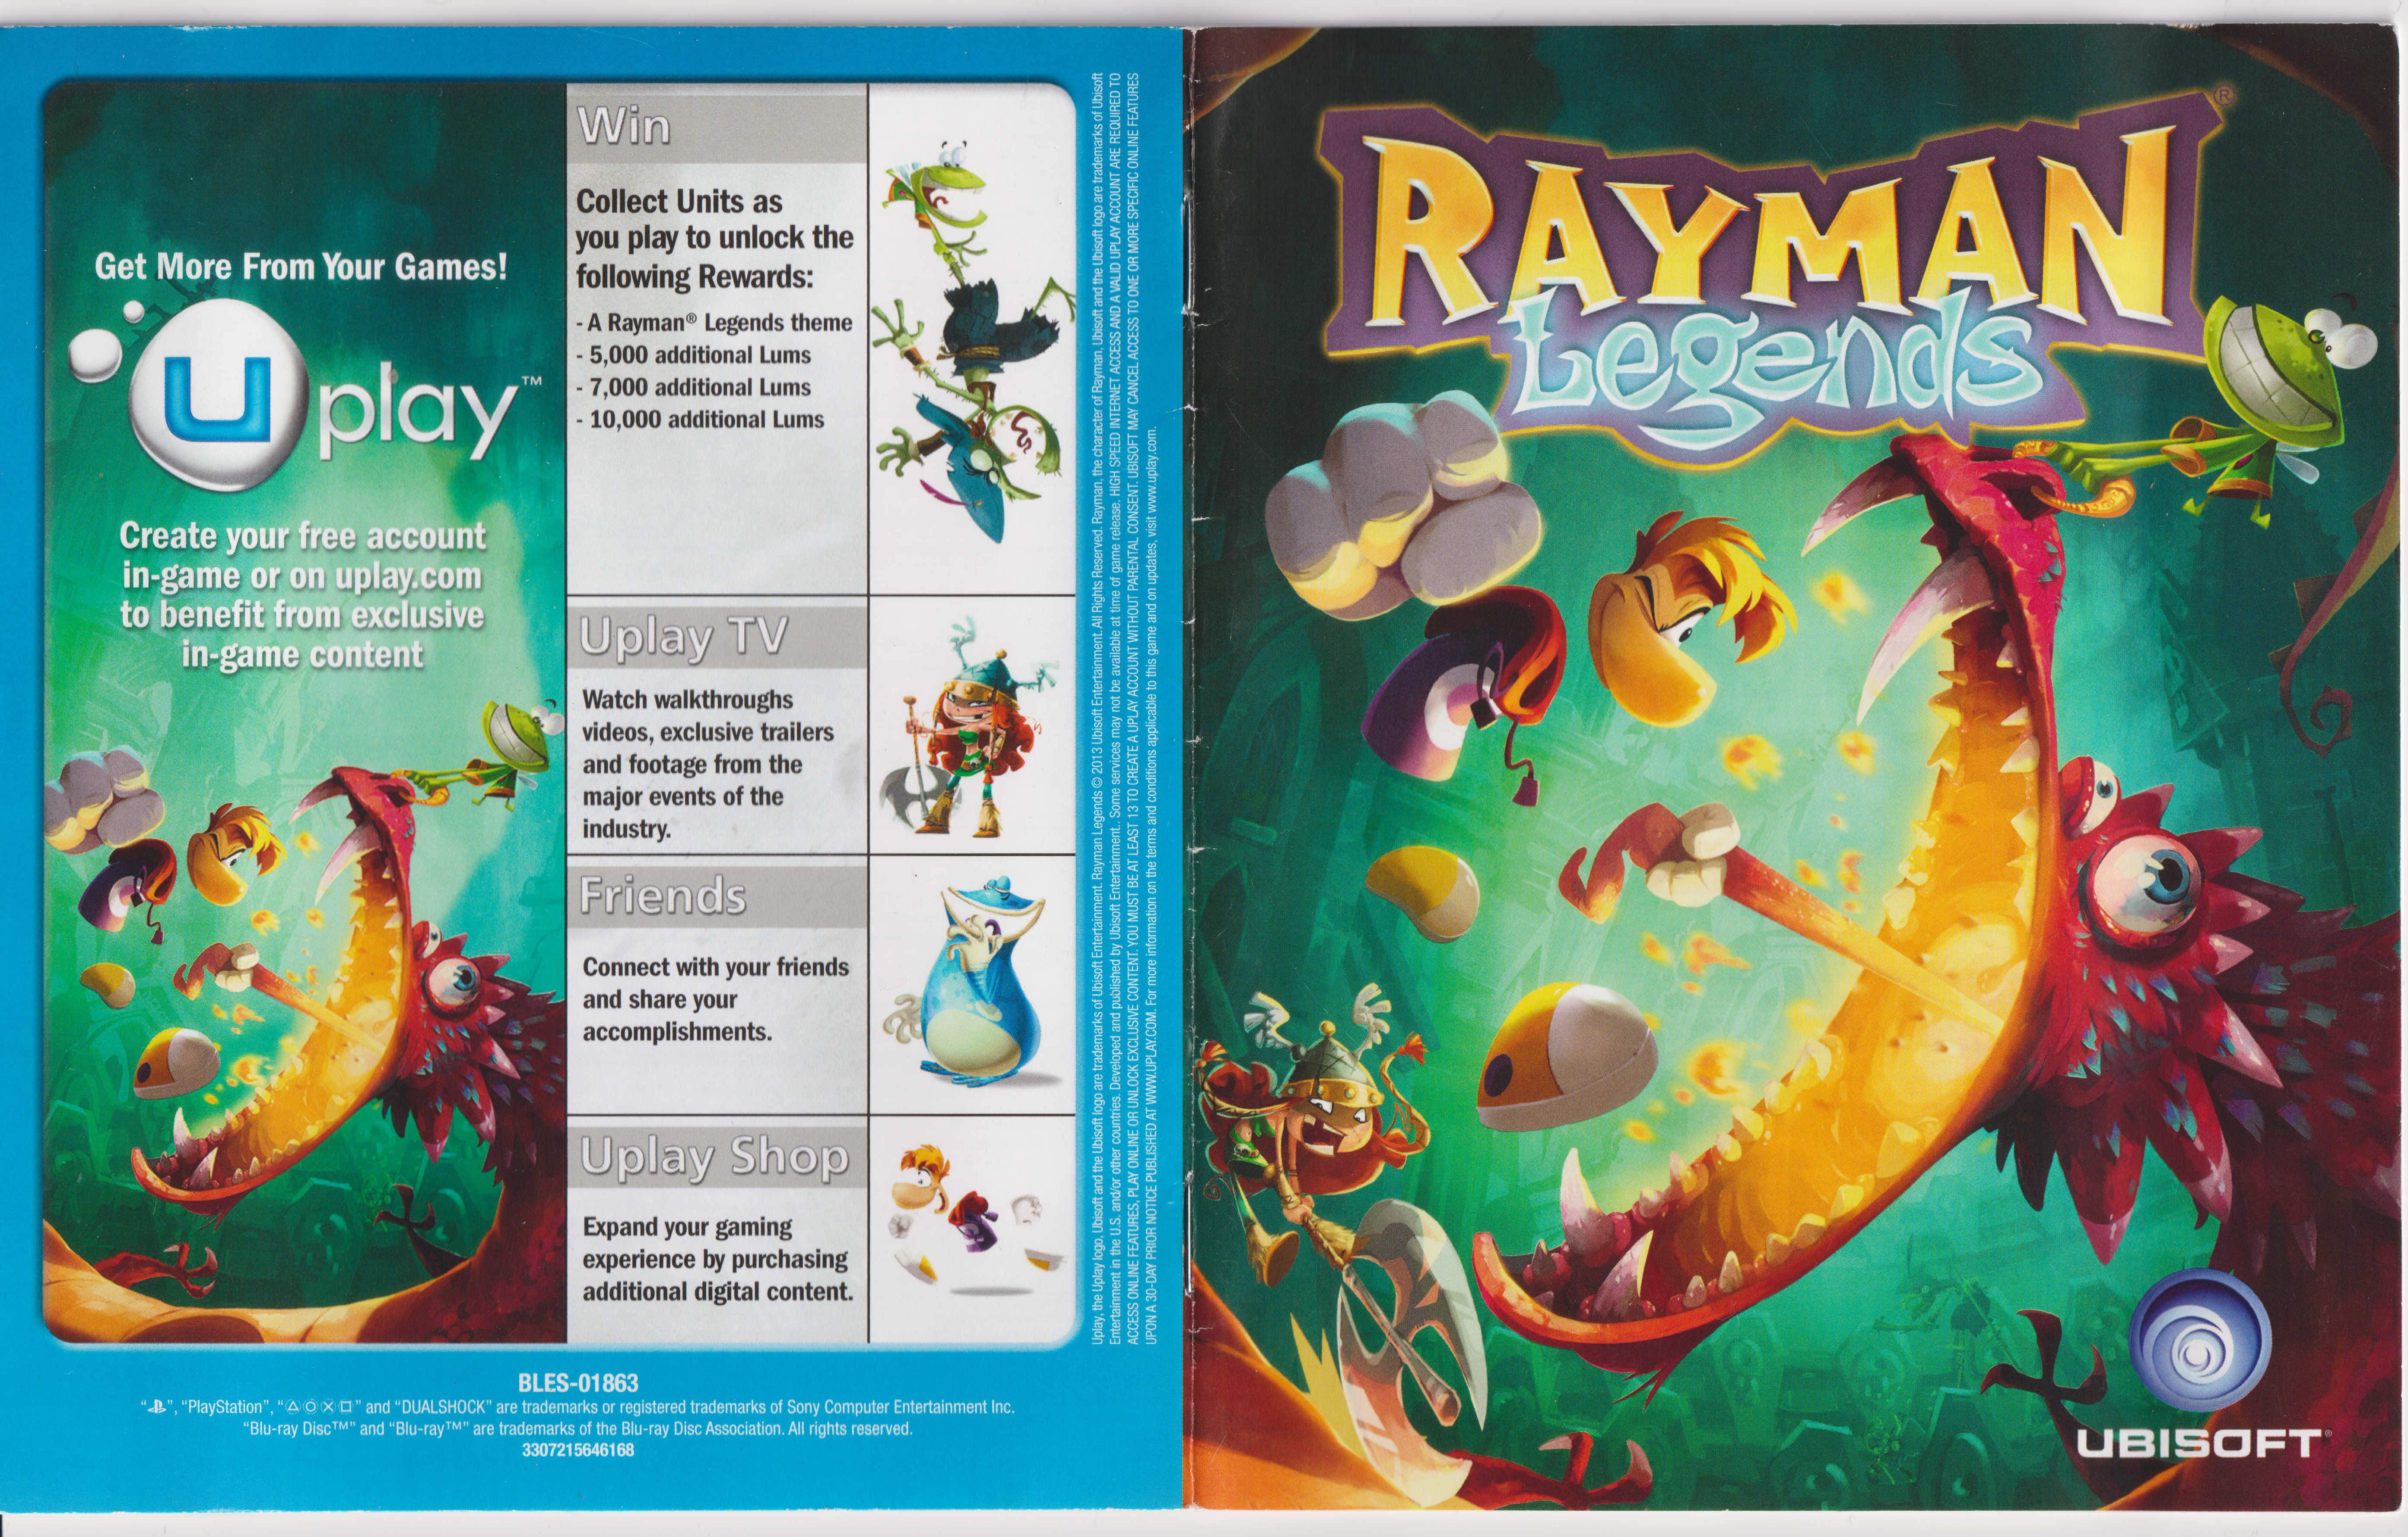 Get More From Your Games!
Uplay™
Create your free account
in-game or on uplay.com
to benefit from exclusive
in-game content
Win
Collect Units as
you play to unlock the
following Rewards:
- A Rayman® Legends theme
- 5,000 additional Lums
- 7,000 additional Lums
- 10,000 additional Lums
Uplay TV
Watch walkthroughs
videos, exclusive trailers
and footage from the
major events of the
industry.
Friends
Connect with your friends
and share your
accomplishments.
Uplay Shop
Expand your gaming
experience by purchasing
additional digital content.
BLES-01863
“PS”, “PlayStation”, “△○✕□” and “DUALSHOCK” are trademarks or registered trademarks of Sony Computer Entertainment Inc.
“Blu-ray Disc™” and “Blu-ray™” are trademarks of the Blu-ray Disc Association. All rights reserved.
3307215646168
Uplay, the Uplay logo, Ubisoft and the Ubisoft logo are trademarks of Ubisoft Entertainment. Rayman Legends © 2013 Ubisoft Entertainment. All Rights Reserved. Rayman, the character of Rayman, Ubisoft and the Ubisoft logo are trademarks of Ubisoft
Entertainment in the U.S. and/or other countries. Developed and published by Ubisoft Entertainment.. Some services may not be available at time of game release. HIGH SPEED INTERNET ACCESS AND A VALID UPLAY ACCOUNT ARE REQUIRED TO
ACCESS ONLINE FEATURES, PLAY ONLINE OR UNLOCK EXCLUSIVE CONTENT. YOU MUST BE AT LEAST 13 TO CREATE A UPLAY ACCOUNT WITHOUT PARENTAL CONSENT. UBISOFT MAY CANCEL ACCESS TO ONE OR MORE SPECIFIC ONLINE FEATURES
UPON A 30-DAY PRIOR NOTICE PUBLISHED AT WWW.UPLAY.COM. For more information on the terms and conditions applicable to this game and on updates, visit www.uplay.com.
RAYMAN®
Legends
UBISOFT®